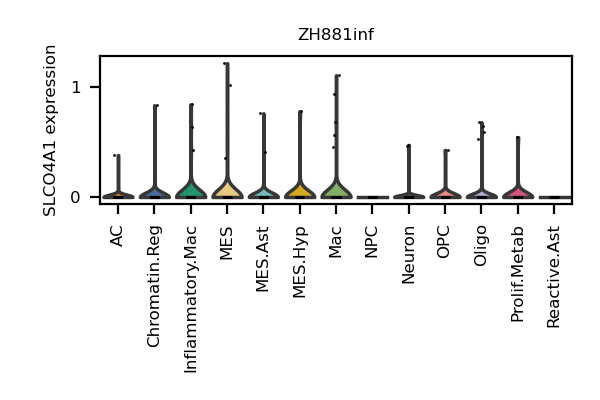 ZH881inf
SLCO4A1 expression
1
0
AC
Chromatin.Reg
Inflammatory.Mac
MES
MES.Ast
MES.Hyp
Mac
NPC
Neuron
OPC
Oligo
Prolif.Metab
Reactive.Ast